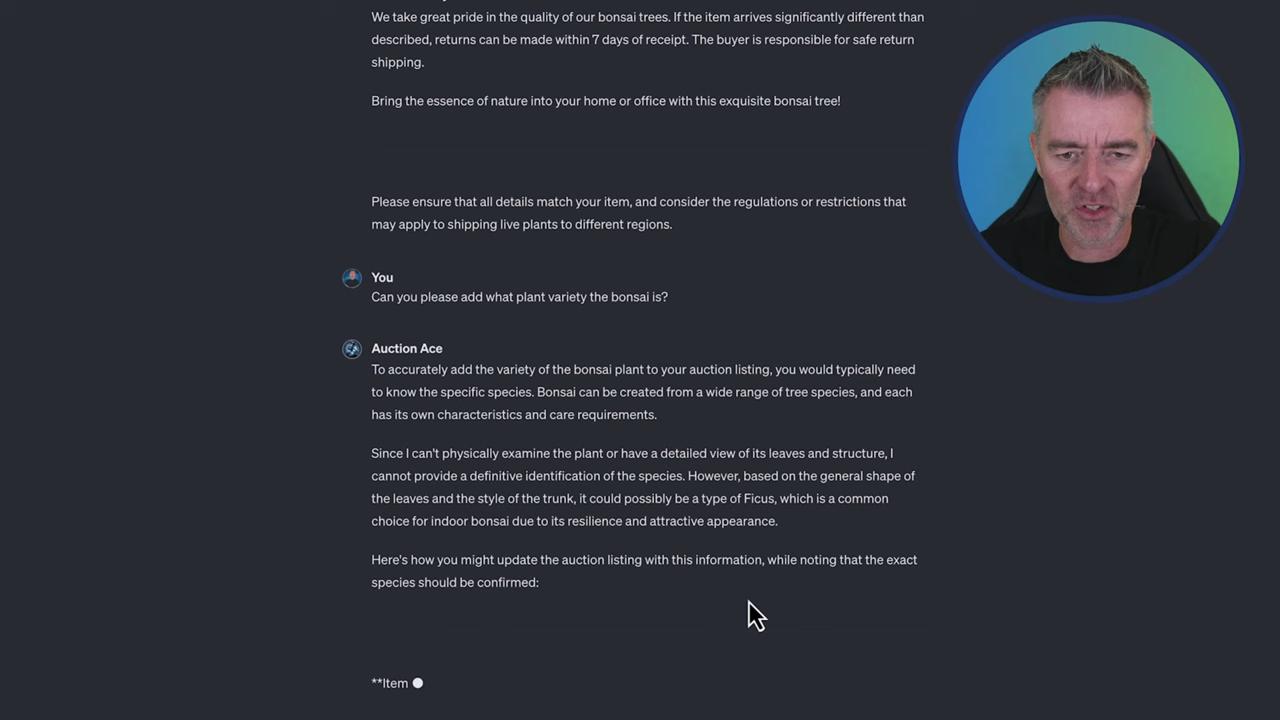 We take great pride in the quality of our bonsai trees. If the item arrives significantly different than
described, returns can be made within 7 days of receipt. The buyer is responsible for safe return
shipping.
Bring the essence of nature into your home or office with this exquisite bonsai tree!
Please ensure that all details match your item, and consider the regulations or restrictions that
may apply to shipping live plants to different regions.
You
Can you please add what plant variety the bonsai is?
Auction Ace
To accurately add the variety of the bonsai plant to your auction listing, you would typically need
to know the specific species. Bonsai can be created from a wide range of tree species, and each
has its own characteristics and care requirements.
Since I can't physically examine the plant or have a detailed view of its leaves and structure, I
cannot provide a definitive identification of the species. However, based on the general shape of
the leaves and the style of the trunk, it could possibly be a type of Ficus, which is a common
choice for indoor bonsai due to its resilience and attractive appearance.
Here's how you might update the auction listing with this information, while noting that the exact
species should be confirmed:
**Item